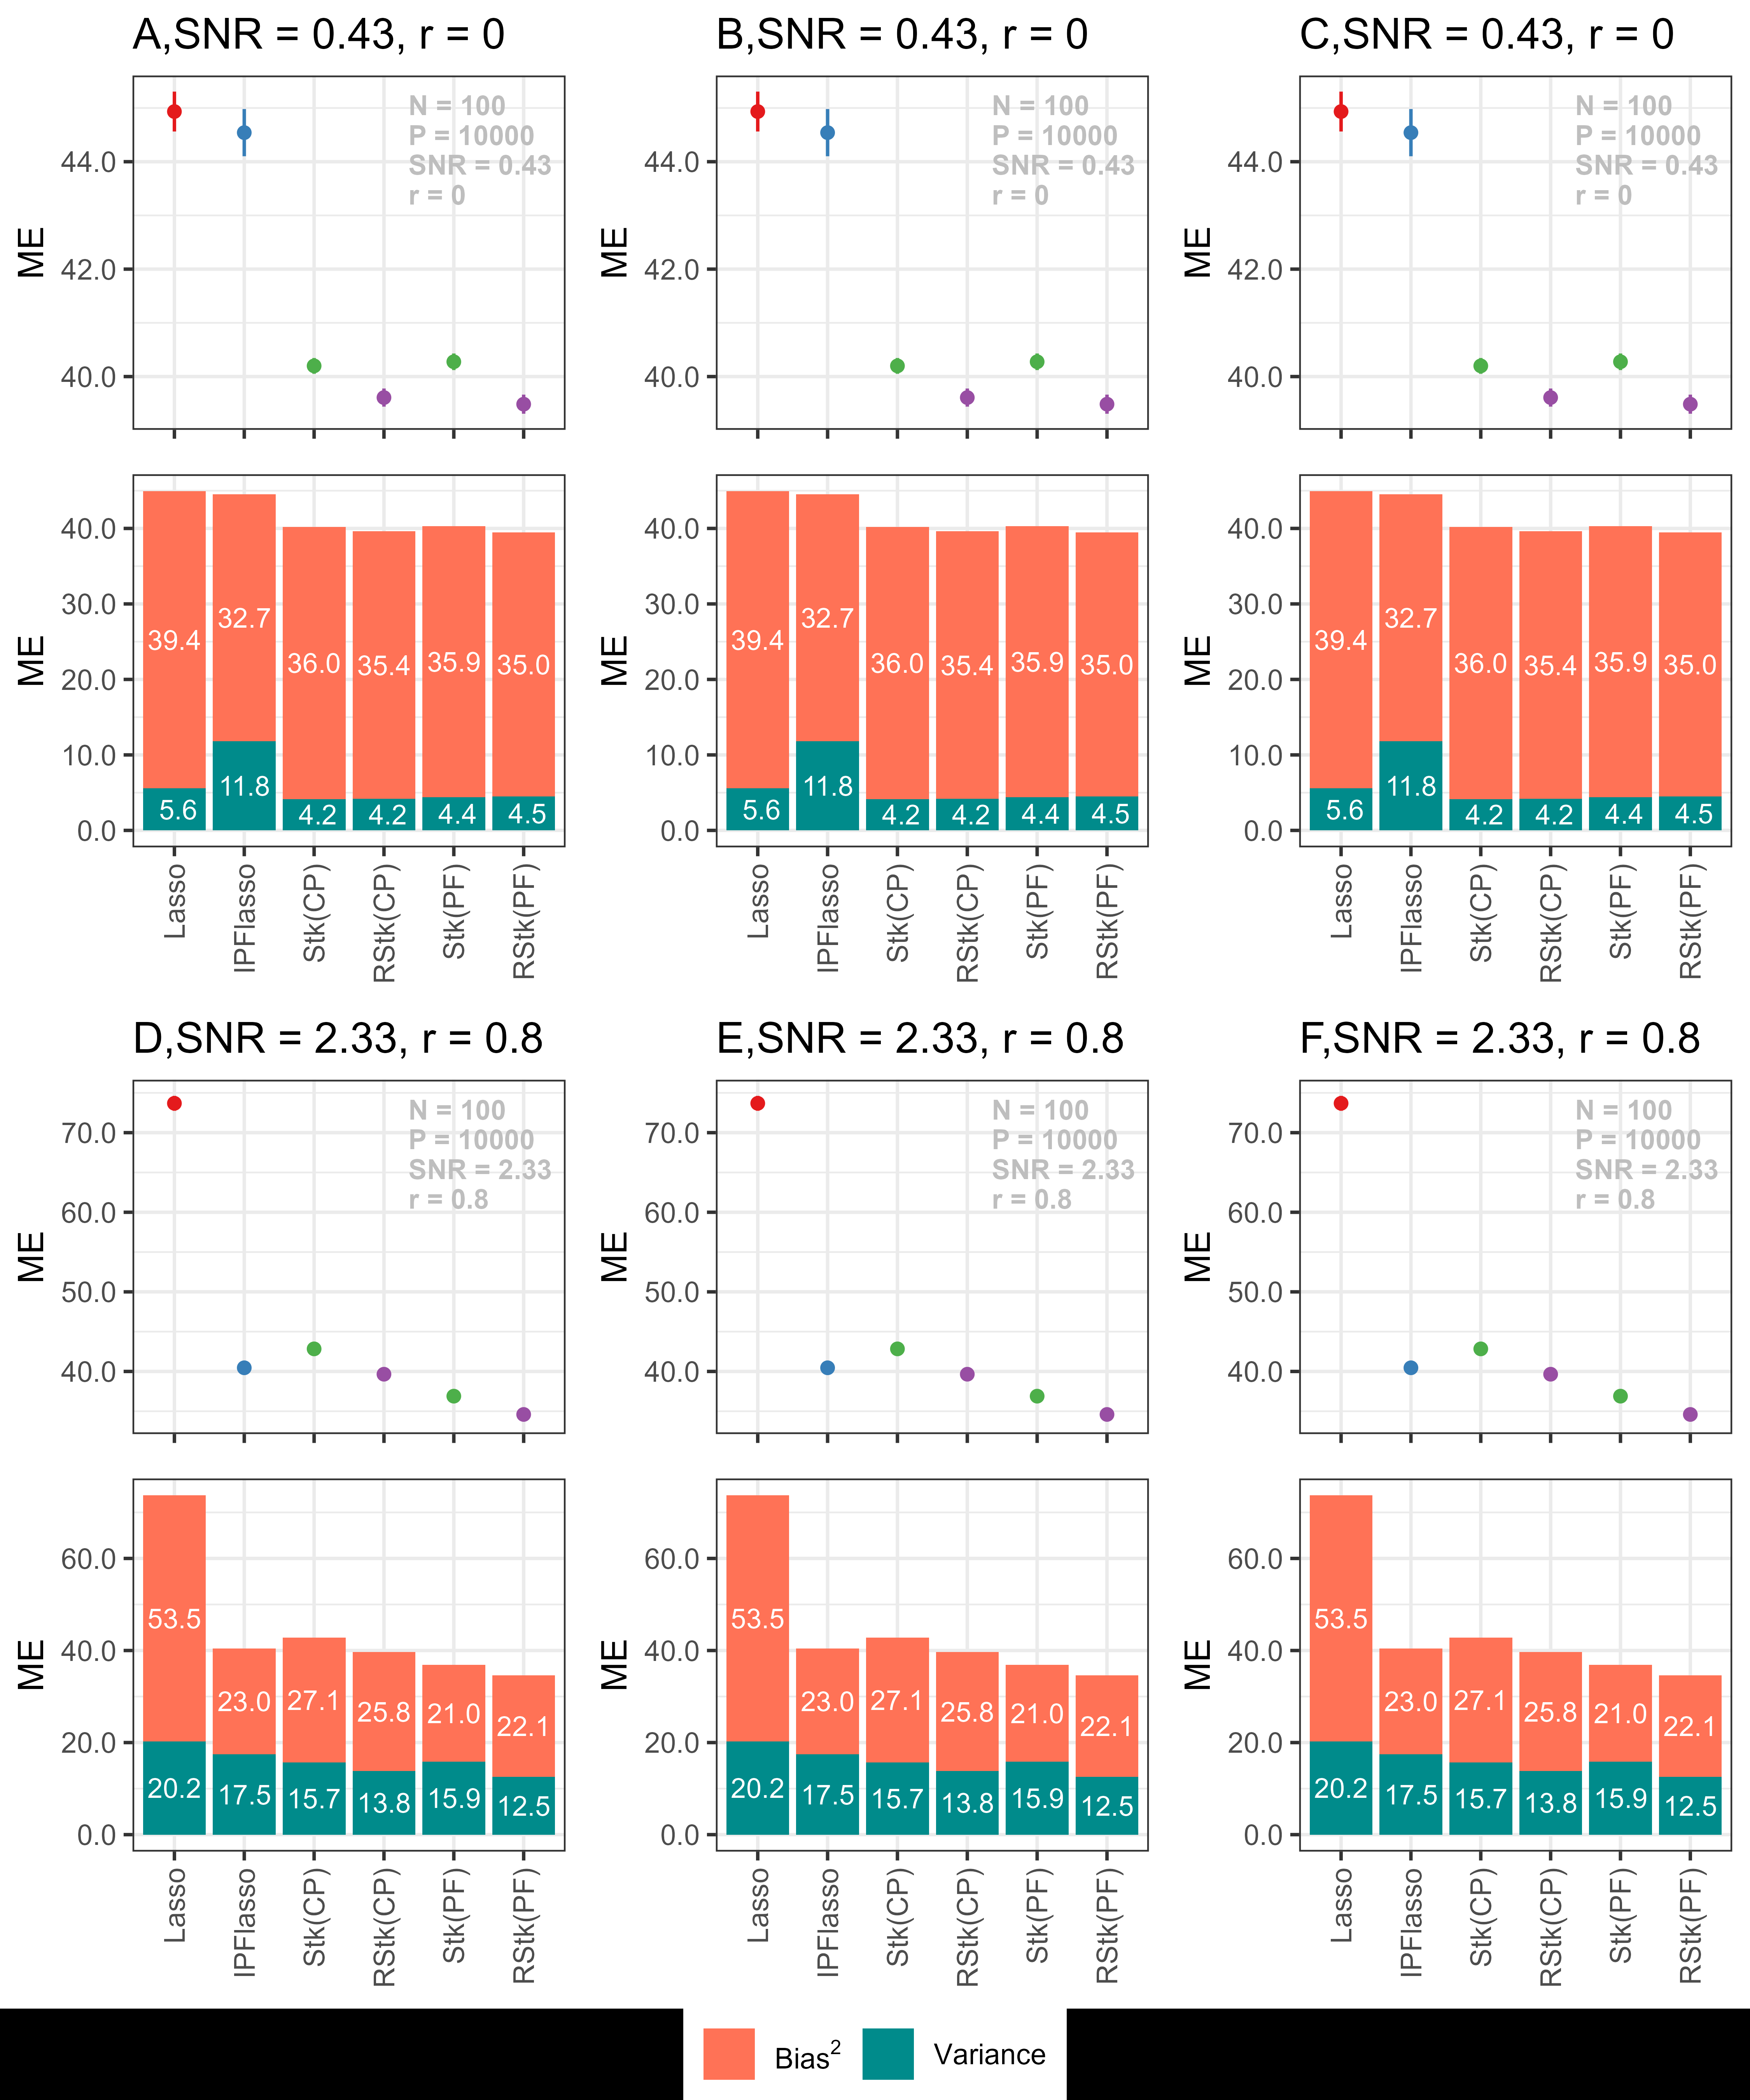 A,SNR = 0.43, r = 0
B,SNR = 0.43, r = 0
C,SNR = 0.43, r = 0
ME
44.0
42.0
40.0
N = 100
P = 10000
SNR = 0.43
r = 0
ME
44.0
42.0
40.0
N = 100
P = 10000
SNR = 0.43
r = 0
ME
44.0
42.0
40.0
N = 100
P = 10000
SNR = 0.43
r = 0
ME
40.0
30.0
20.0
10.0
0.0
39.4 32.7 36.0 35.4 35.9 35.0
5.6 11.8 4.2 4.2 4.4 4.5
Lasso
IPFlasso
Stk(CP)
RStk(CP)
Stk(PF)
RStk(PF)
ME
40.0
30.0
20.0
10.0
0.0
39.4 32.7 36.0 35.4 35.9 35.0
5.6 11.8 4.2 4.2 4.4 4.5
Lasso
IPFlasso
Stk(CP)
RStk(CP)
Stk(PF)
RStk(PF)
ME
40.0
30.0
20.0
10.0
0.0
39.4 32.7 36.0 35.4 35.9 35.0
5.6 11.8 4.2 4.2 4.4 4.5
Lasso
IPFlasso
Stk(CP)
RStk(CP)
Stk(PF)
RStk(PF)
D,SNR = 2.33, r = 0.8
E,SNR = 2.33, r = 0.8
F,SNR = 2.33, r = 0.8
ME
70.0
60.0
50.0
40.0
N = 100
P = 10000
SNR = 2.33
r = 0.8
ME
70.0
60.0
50.0
40.0
N = 100
P = 10000
SNR = 2.33
r = 0.8
ME
70.0
60.0
50.0
40.0
N = 100
P = 10000
SNR = 2.33
r = 0.8
ME
60.0
40.0
20.0
0.0
53.5 23.0 27.1 25.8 21.0 22.1
20.2 17.5 15.7 13.8 15.9 12.5
Lasso
IPFlasso
Stk(CP)
RStk(CP)
Stk(PF)
RStk(PF)
ME
60.0
40.0
20.0
0.0
53.5 23.0 27.1 25.8 21.0 22.1
20.2 17.5 15.7 13.8 15.9 12.5
Lasso
IPFlasso
Stk(CP)
RStk(CP)
Stk(PF)
RStk(PF)
ME
60.0
40.0
20.0
0.0
53.5 23.0 27.1 25.8 21.0 22.1
20.2 17.5 15.7 13.8 15.9 12.5
Lasso
IPFlasso
Stk(CP)
RStk(CP)
Stk(PF)
RStk(PF)
Bias² Variance